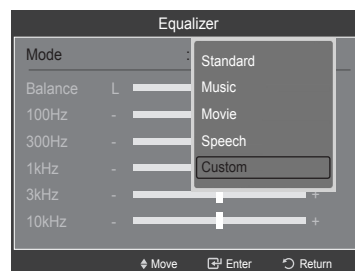 Equalizer
Mode :
Standard
Music
Movie
Speech
Custom
Balance L
100Hz -
300Hz -
1kHz -
3kHz - +
10kHz - +
Move Enter Return